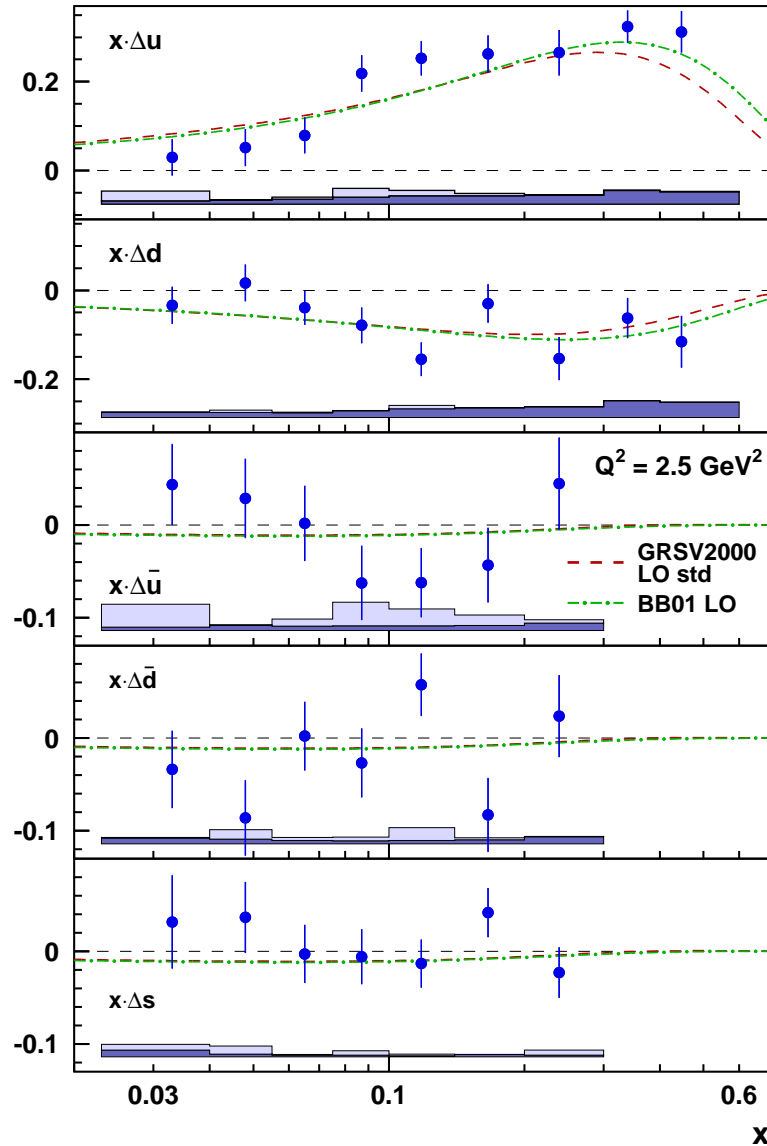 x·Δu
0.2
0
x·Δd
0
-0.2
Q² = 2.5 GeV²
0
GRSV2000
LO std
x·Δū
BB01 LO
-0.1
x·Δd̄
0
-0.1
0
x·Δs
-0.1
0.03
0.1
0.6
x